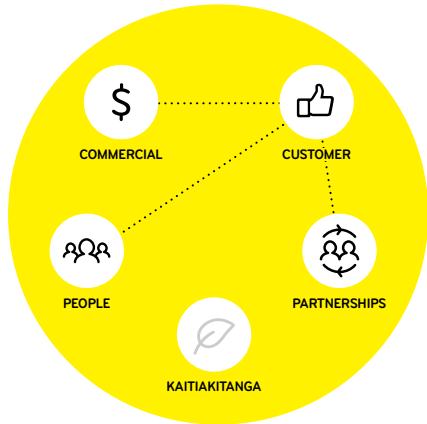 $
COMMERCIAL
CUSTOMER
PEOPLE
PARTNERSHIPS
KAITIAKITANGA